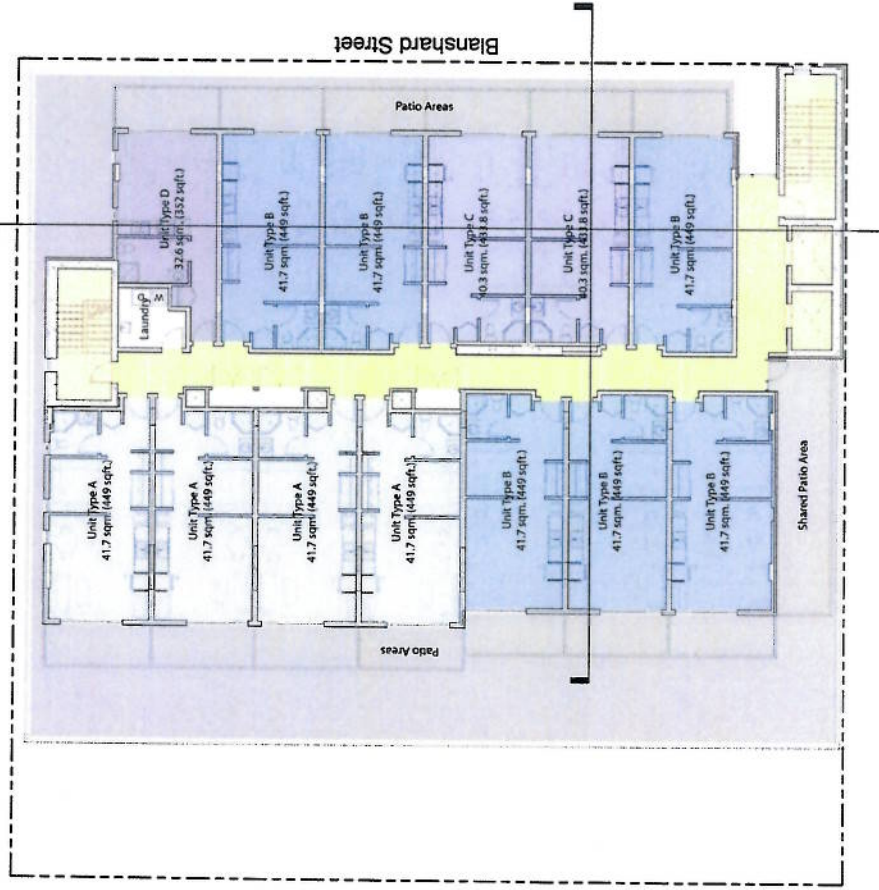 Blanshard Street
Patio Areas
Unit Type D
32.6 sqm. (352 sqft.)
Unit Type B
41.7 sqm. (449 sqft.)
Unit Type B
41.7 sqm. (449 sqft.)
Unit Type C
40.3 sqm. (433.8 sqft.)
Unit Type C
40.3 sqm. (433.8 sqft.)
Unit Type B
41.7 sqm. (449 sqft.)
Laundry
W
D
Unit Type A
41.7 sqm. (449 sqft.)
Unit Type A
41.7 sqm. (449 sqft.)
Unit Type A
41.7 sqm. (449 sqft.)
Unit Type A
41.7 sqm. (449 sqft.)
Unit Type B
41.7 sqm. (449 sqft.)
Unit Type B
41.7 sqm. (449 sqft.)
Unit Type B
41.7 sqm. (449 sqft.)
Shared Patio Area
Patio Areas